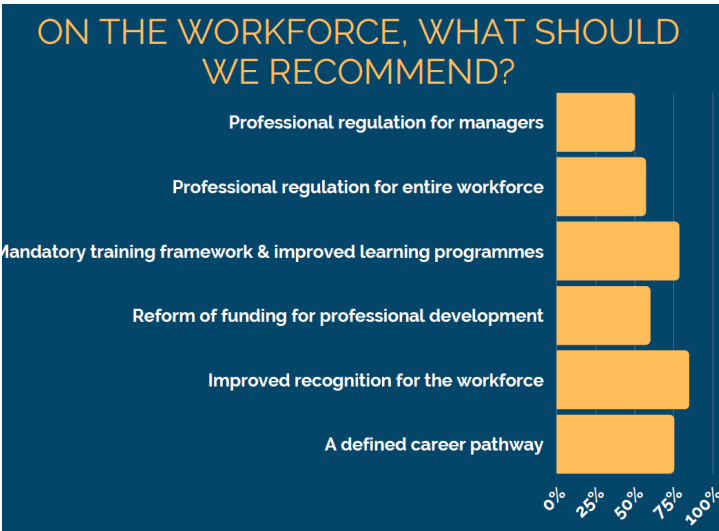 ON THE WORKFORCE, WHAT SHOULD
WE RECOMMEND?
Professional regulation for managers
Professional regulation for entire workforce
Mandatory training framework & improved learning programmes
Reform of funding for professional development
Improved recognition for the workforce
A defined career pathway
0%
25%
50%
75%
100%